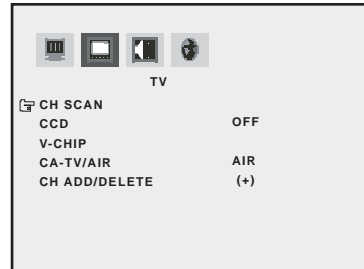 TV
CH SCAN
CCD OFF
V-CHIP
CA-TV/AIR AIR
CH ADD/DELETE (+)